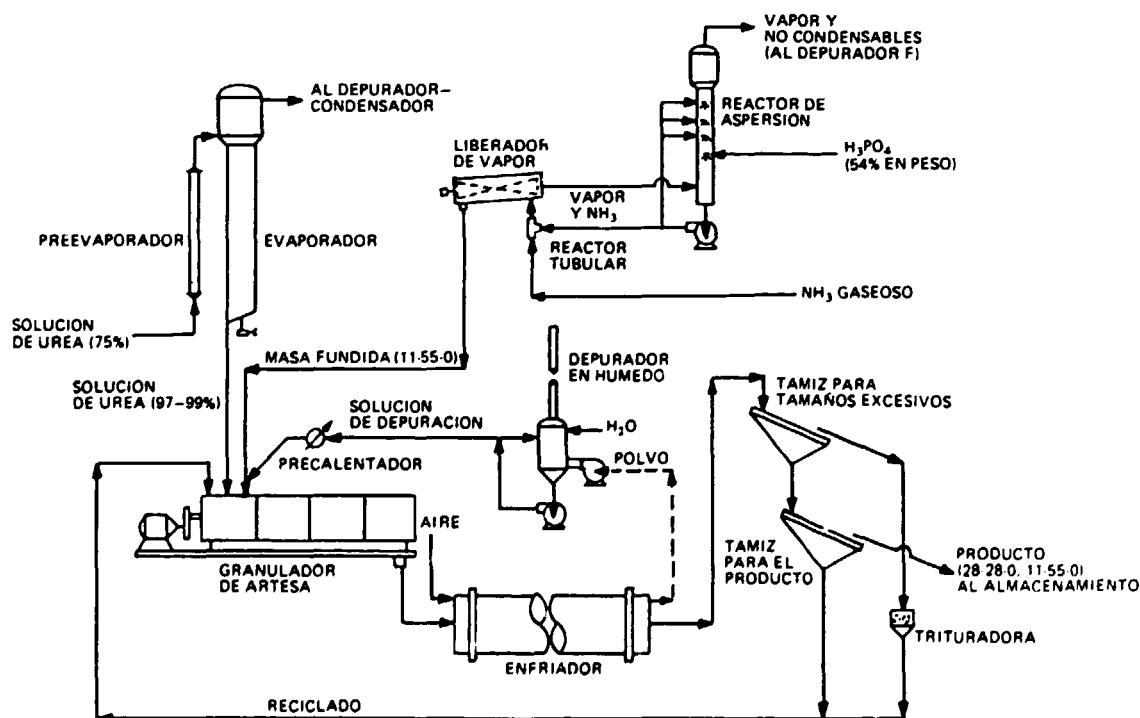 VAPOR Y
NO CONDENSABLES
(AL DEPURADOR F)
AL DEPURADOR-
CONDENSADOR
REACTOR DE
ASPERSION
LIBERADOR
DE VAPOR
H₃PO₄
(54% EN PESO)
VAPOR
Y NH₃
PREEVAPORADOR
EVAPORADOR
REACTOR
TUBULAR
NH₃ GASEOSO
SOLUCION
DE UREA (75%)
MASA FUNDIDA (11-55-0)
DEPURADOR
EN HUMEDO
TAMIZ PARA
TAMAÑOS EXCESIVOS
SOLUCION
DE UREA (97-99%)
SOLUCION
DE DEPURACION
H₂O
PRECALENTADOR
POLVO
AIRE
GRANULADOR
DE ARTESA
TAMIZ
PARA EL
PRODUCTO
PRODUCTO
(28-28-0, 11-55-0)
AL ALMACENAMIENTO
TRITURADORA
ENFRIADOR
RECICLADO